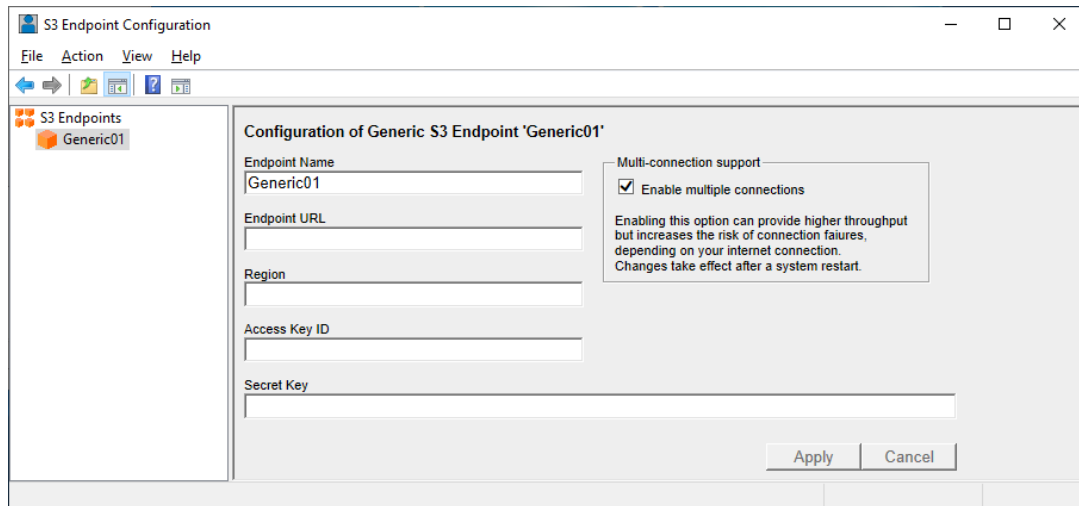 S3 Endpoint Configuration
File Action View Help
S3 Endpoints
Generic01
Configuration of Generic S3 Endpoint 'Generic01'
Endpoint Name
Generic01
Endpoint URL
Region
Access Key ID
Secret Key
Multi-connection support
Enable multiple connections
Enabling this option can provide higher throughput
but increases the risk of connection faiures,
depending on your internet connection.
Changes take effect after a system restart.
Apply Cancel